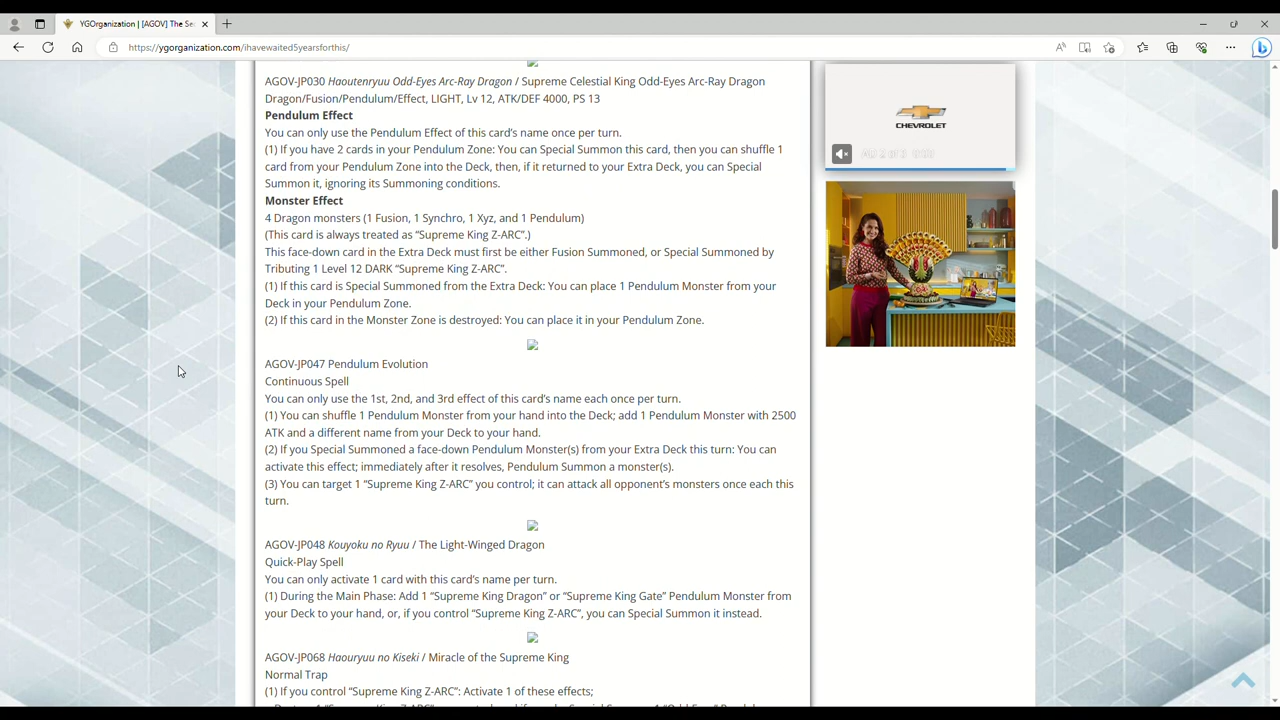 YGOrganization | [AGOV] The Se
https://ygorganization.com/ihavewaited5yearsforthis/
AGOV-JP030 Haoutenryuu Odd-Eyes Arc-Ray Dragon / Supreme Celestial King Odd-Eyes Arc-Ray Dragon
Dragon/Fusion/Pendulum/Effect, LIGHT, Lv 12, ATK/DEF 4000, PS 13
Pendulum Effect
You can only use the Pendulum Effect of this card's name once per turn.
(1) If you have 2 cards in your Pendulum Zone: You can Special Summon this card, then you can shuffle 1
card from your Pendulum Zone into the Deck, then, if it returned to your Extra Deck, you can Special
Summon it, ignoring its Summoning conditions.
Monster Effect
4 Dragon monsters (1 Fusion, 1 Synchro, 1 Xyz, and 1 Pendulum)
(This card is always treated as “Supreme King Z-ARC”.)
This face-down card in the Extra Deck must first be either Fusion Summoned, or Special Summoned by
Tributing 1 Level 12 DARK “Supreme King Z-ARC”.
(1) If this card is Special Summoned from the Extra Deck: You can place 1 Pendulum Monster from your
Deck in your Pendulum Zone.
(2) If this card in the Monster Zone is destroyed: You can place it in your Pendulum Zone.
AGOV-JP047 Pendulum Evolution
Continuous Spell
You can only use the 1st, 2nd, and 3rd effect of this card's name each once per turn.
(1) You can shuffle 1 Pendulum Monster from your hand into the Deck; add 1 Pendulum Monster with 2500
ATK and a different name from your Deck to your hand.
(2) If you Special Summoned a face-down Pendulum Monster(s) from your Extra Deck this turn: You can
activate this effect; immediately after it resolves, Pendulum Summon a monster(s).
(3) You can target 1 “Supreme King Z-ARC” you control; it can attack all opponent's monsters once each this
turn.
AGOV-JP048 Kouyoku no Ryuu / The Light-Winged Dragon
Quick-Play Spell
You can only activate 1 card with this card's name per turn.
(1) During the Main Phase: Add 1 “Supreme King Dragon” or “Supreme King Gate” Pendulum Monster from
your Deck to your hand, or, if you control “Supreme King Z-ARC”, you can Special Summon it instead.
AGOV-JP068 Haouryuu no Kiseki / Miracle of the Supreme King
Normal Trap
(1) If you control “Supreme King Z-ARC”: Activate 1 of these effects;
CHEVROLET